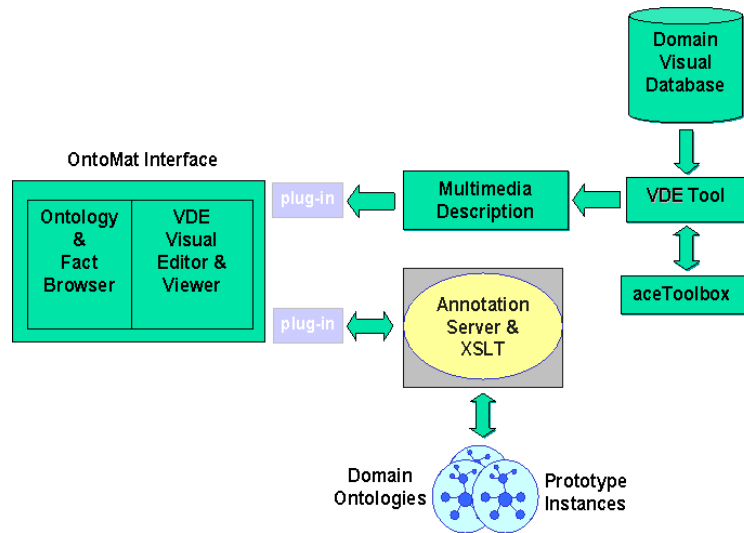 Domain
Visual
Database
OntoMat Interface
plug-in
Multimedia
Description
VDE Tool
Ontology
&
Fact
Browser
VDE
Visual
Editor &
Viewer
aceToolbox
plug-in
Annotation
Server &
XSLT
Domain
Ontologies
Prototype
Instances